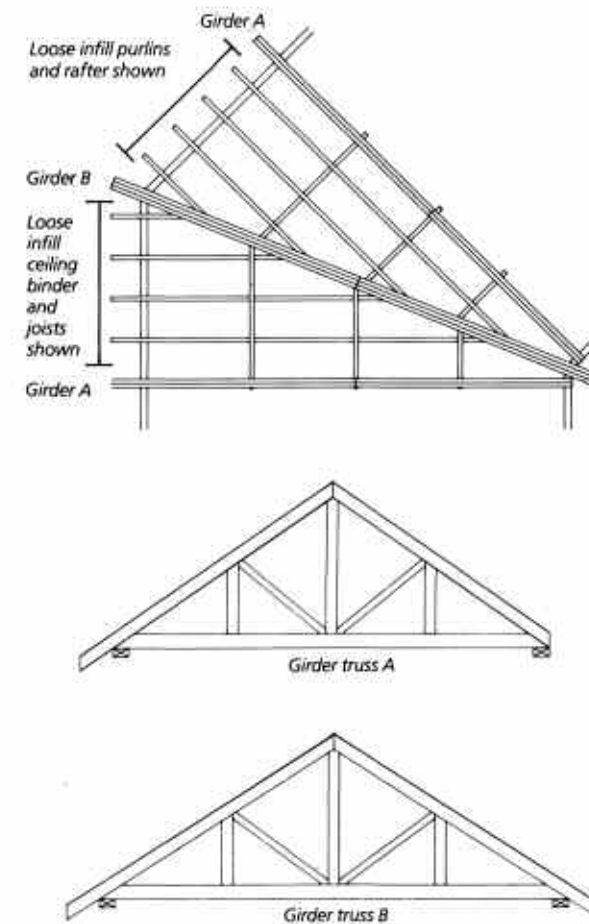 Girder A
Loose infill purlins
and rafter shown
Girder B
Loose
infill
ceiling
binder
and
joists
shown
Girder A
Girder truss A
Girder truss B